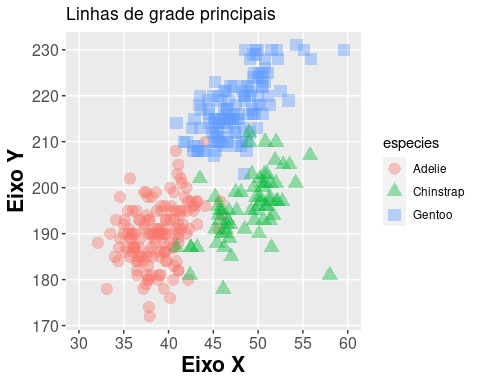 Linhas de grade principais
Eixo Y
230
220
210
200
190
180
170
30 35 40 45 50 55 60
Eixo X
especies
Adelie
Chinstrap
Gentoo